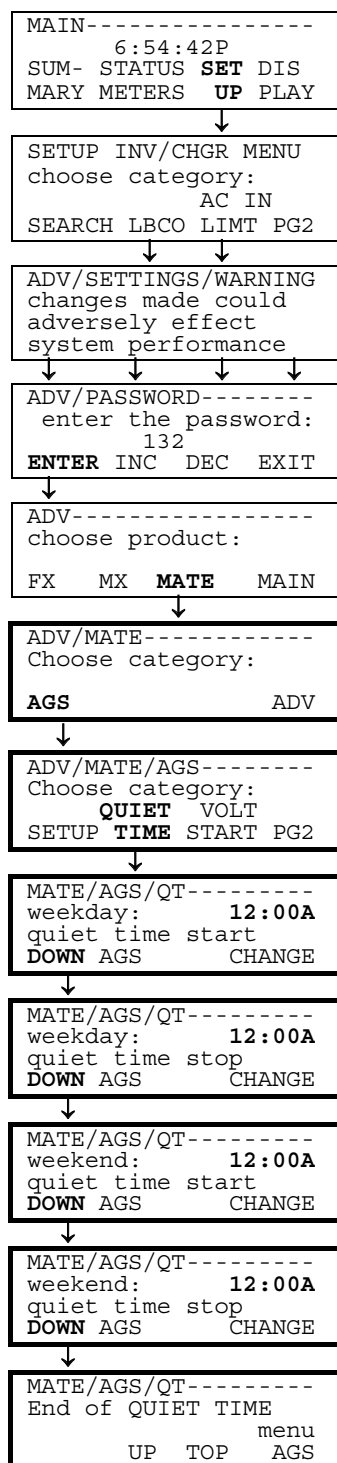 MAIN-----------------
6:54:42P
SUM- STATUS SET DIS
MARY METERS UP PLAY
SETUP INV/CHGR MENU
choose category:
AC IN
SEARCH LBCO LIMT PG2
ADV/SETTINGS/WARNING
changes made could
adversely effect
system performance
ADV/PASSWORD--------
enter the password:
132
ENTER INC DEC EXIT
ADV-----------------
choose product:
FX MX MATE MAIN
ADV/MATE------------
Choose category:
AGS ADV
ADV/MATE/AGS--------
Choose category:
QUIET VOLT
SETUP TIME START PG2
MATE/AGS/QT---------
weekday: 12:00A
quiet time start
DOWN AGS CHANGE
MATE/AGS/QT---------
weekday: 12:00A
quiet time stop
DOWN AGS CHANGE
MATE/AGS/QT---------
weekend: 12:00A
quiet time start
DOWN AGS CHANGE
MATE/AGS/QT---------
weekend: 12:00A
quiet time stop
DOWN AGS CHANGE
MATE/AGS/QT---------
End of QUIET TIME
menu
UP TOP AGS